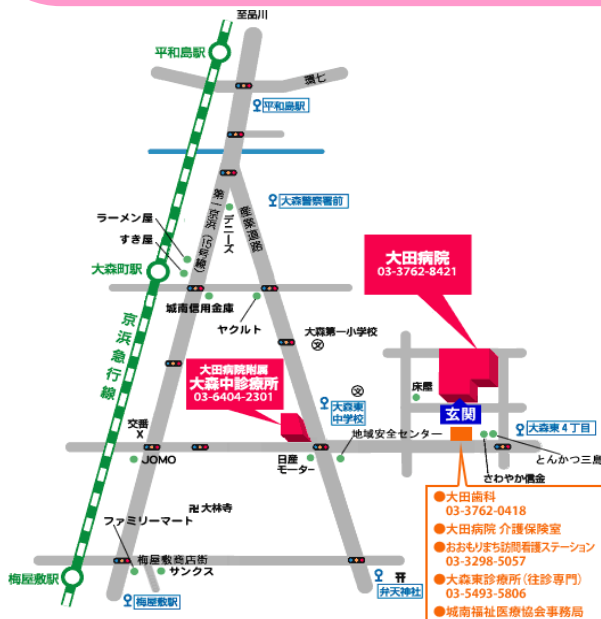 至品川
平和島駅
環七
平和島駅
大森警察署前
第一京浜(15号線)
デニーズ
産業道路
ラーメン屋
すき屋
大森町駅
城南信用金庫
ヤクルト
京浜急行線
大田病院
03-3762-8421
大森第一小学校
大田病院附属
大森中診療所
03-6404-2301
床屋
玄関
大森東
中学校
地域安全センター
大森東4丁目
交番
X
JOMO
日産
モーター
とんかつ三島
さわやか信金
卍大林寺
ファミリーマート
梅屋敷商店街
サンクス
梅屋敷駅
梅屋敷駅
弁天神社
●大田歯科
03-3762-0418
●大田病院 介護保険室
●おおもりまち訪問看護ステーション
03-3298-5057
●大森東診療所(往診専門)
03-5493-5806
●城南福祉医療協会事務局